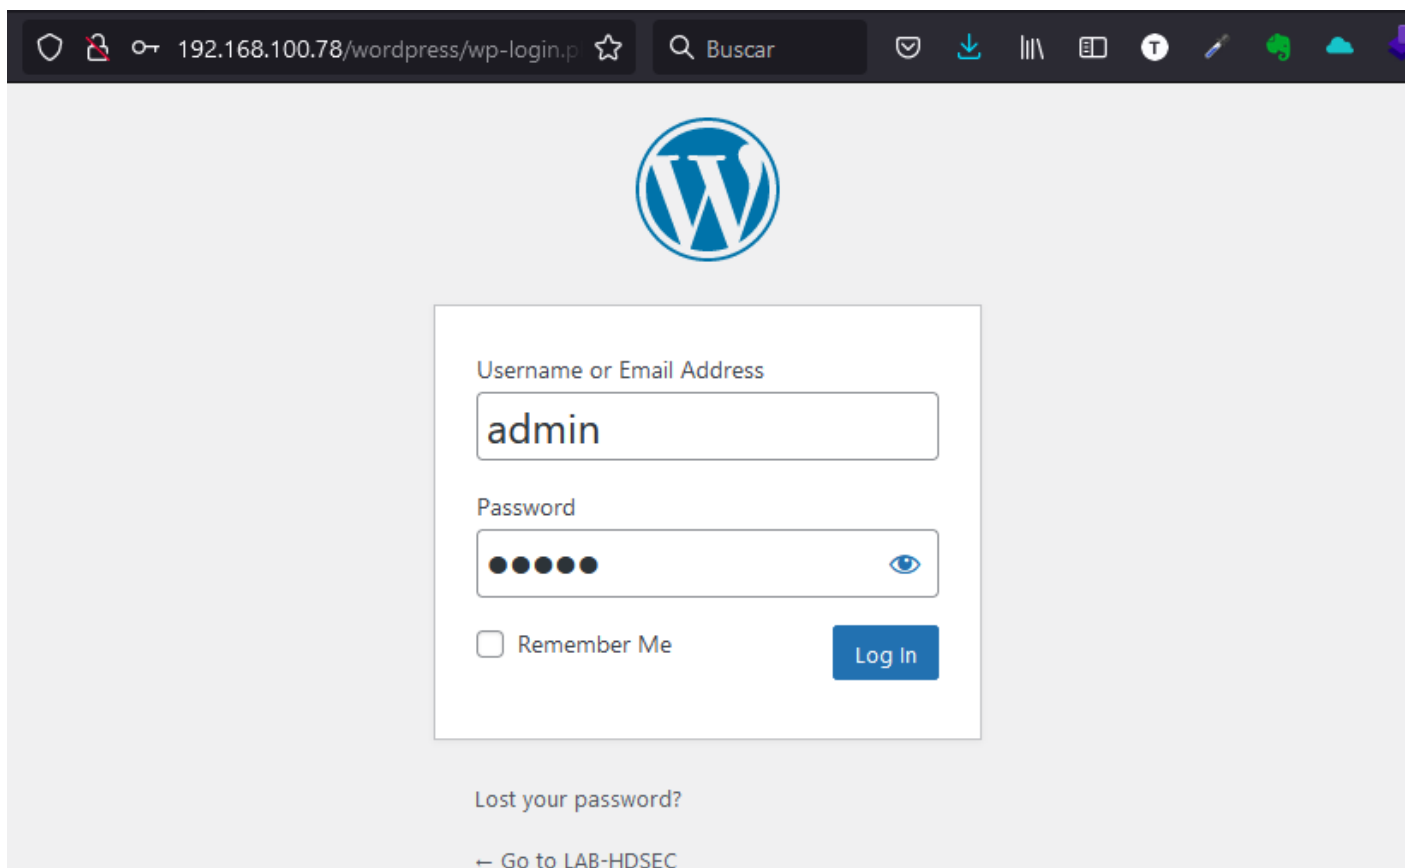 192.168.100.78/wordpress/wp-login.p
Buscar
Username or Email Address
admin
Password
●●●●●
Remember Me
Log In
Lost your password?
← Go to LAB-HDSEC